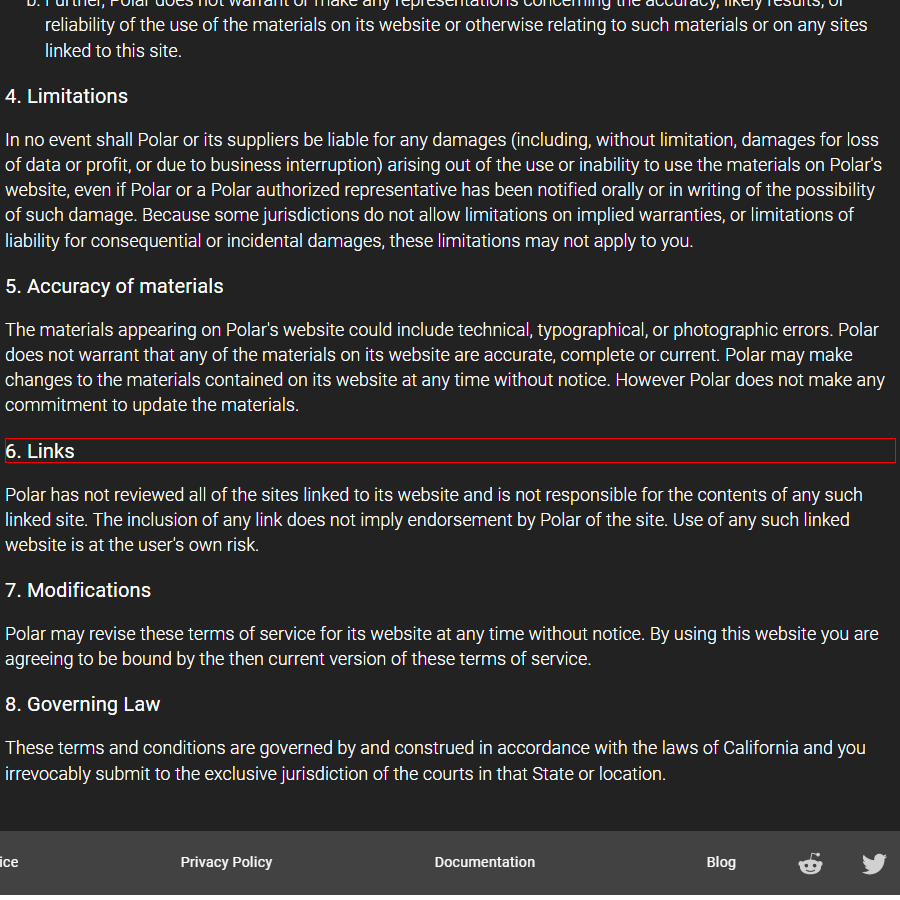 b. Further, Polar does not warrant or make any representations concerning the accuracy, likely results, or
reliability of the use of the materials on its website or otherwise relating to such materials or on any sites
linked to this site.
4. Limitations
In no event shall Polar or its suppliers be liable for any damages (including, without limitation, damages for loss
of data or profit, or due to business interruption) arising out of the use or inability to use the materials on Polar's
website, even if Polar or a Polar authorized representative has been notified orally or in writing of the possibility
of such damage. Because some jurisdictions do not allow limitations on implied warranties, or limitations of
liability for consequential or incidental damages, these limitations may not apply to you.
5. Accuracy of materials
The materials appearing on Polar's website could include technical, typographical, or photographic errors. Polar
does not warrant that any of the materials on its website are accurate, complete or current. Polar may make
changes to the materials contained on its website at any time without notice. However Polar does not make any
commitment to update the materials.
6. Links
Polar has not reviewed all of the sites linked to its website and is not responsible for the contents of any such
linked site. The inclusion of any link does not imply endorsement by Polar of the site. Use of any such linked
website is at the user's own risk.
7. Modifications
Polar may revise these terms of service for its website at any time without notice. By using this website you are
agreeing to be bound by the then current version of these terms of service.
8. Governing Law
These terms and conditions are governed by and construed in accordance with the laws of California and you
irrevocably submit to the exclusive jurisdiction of the courts in that State or location.
ice Privacy Policy Documentation Blog